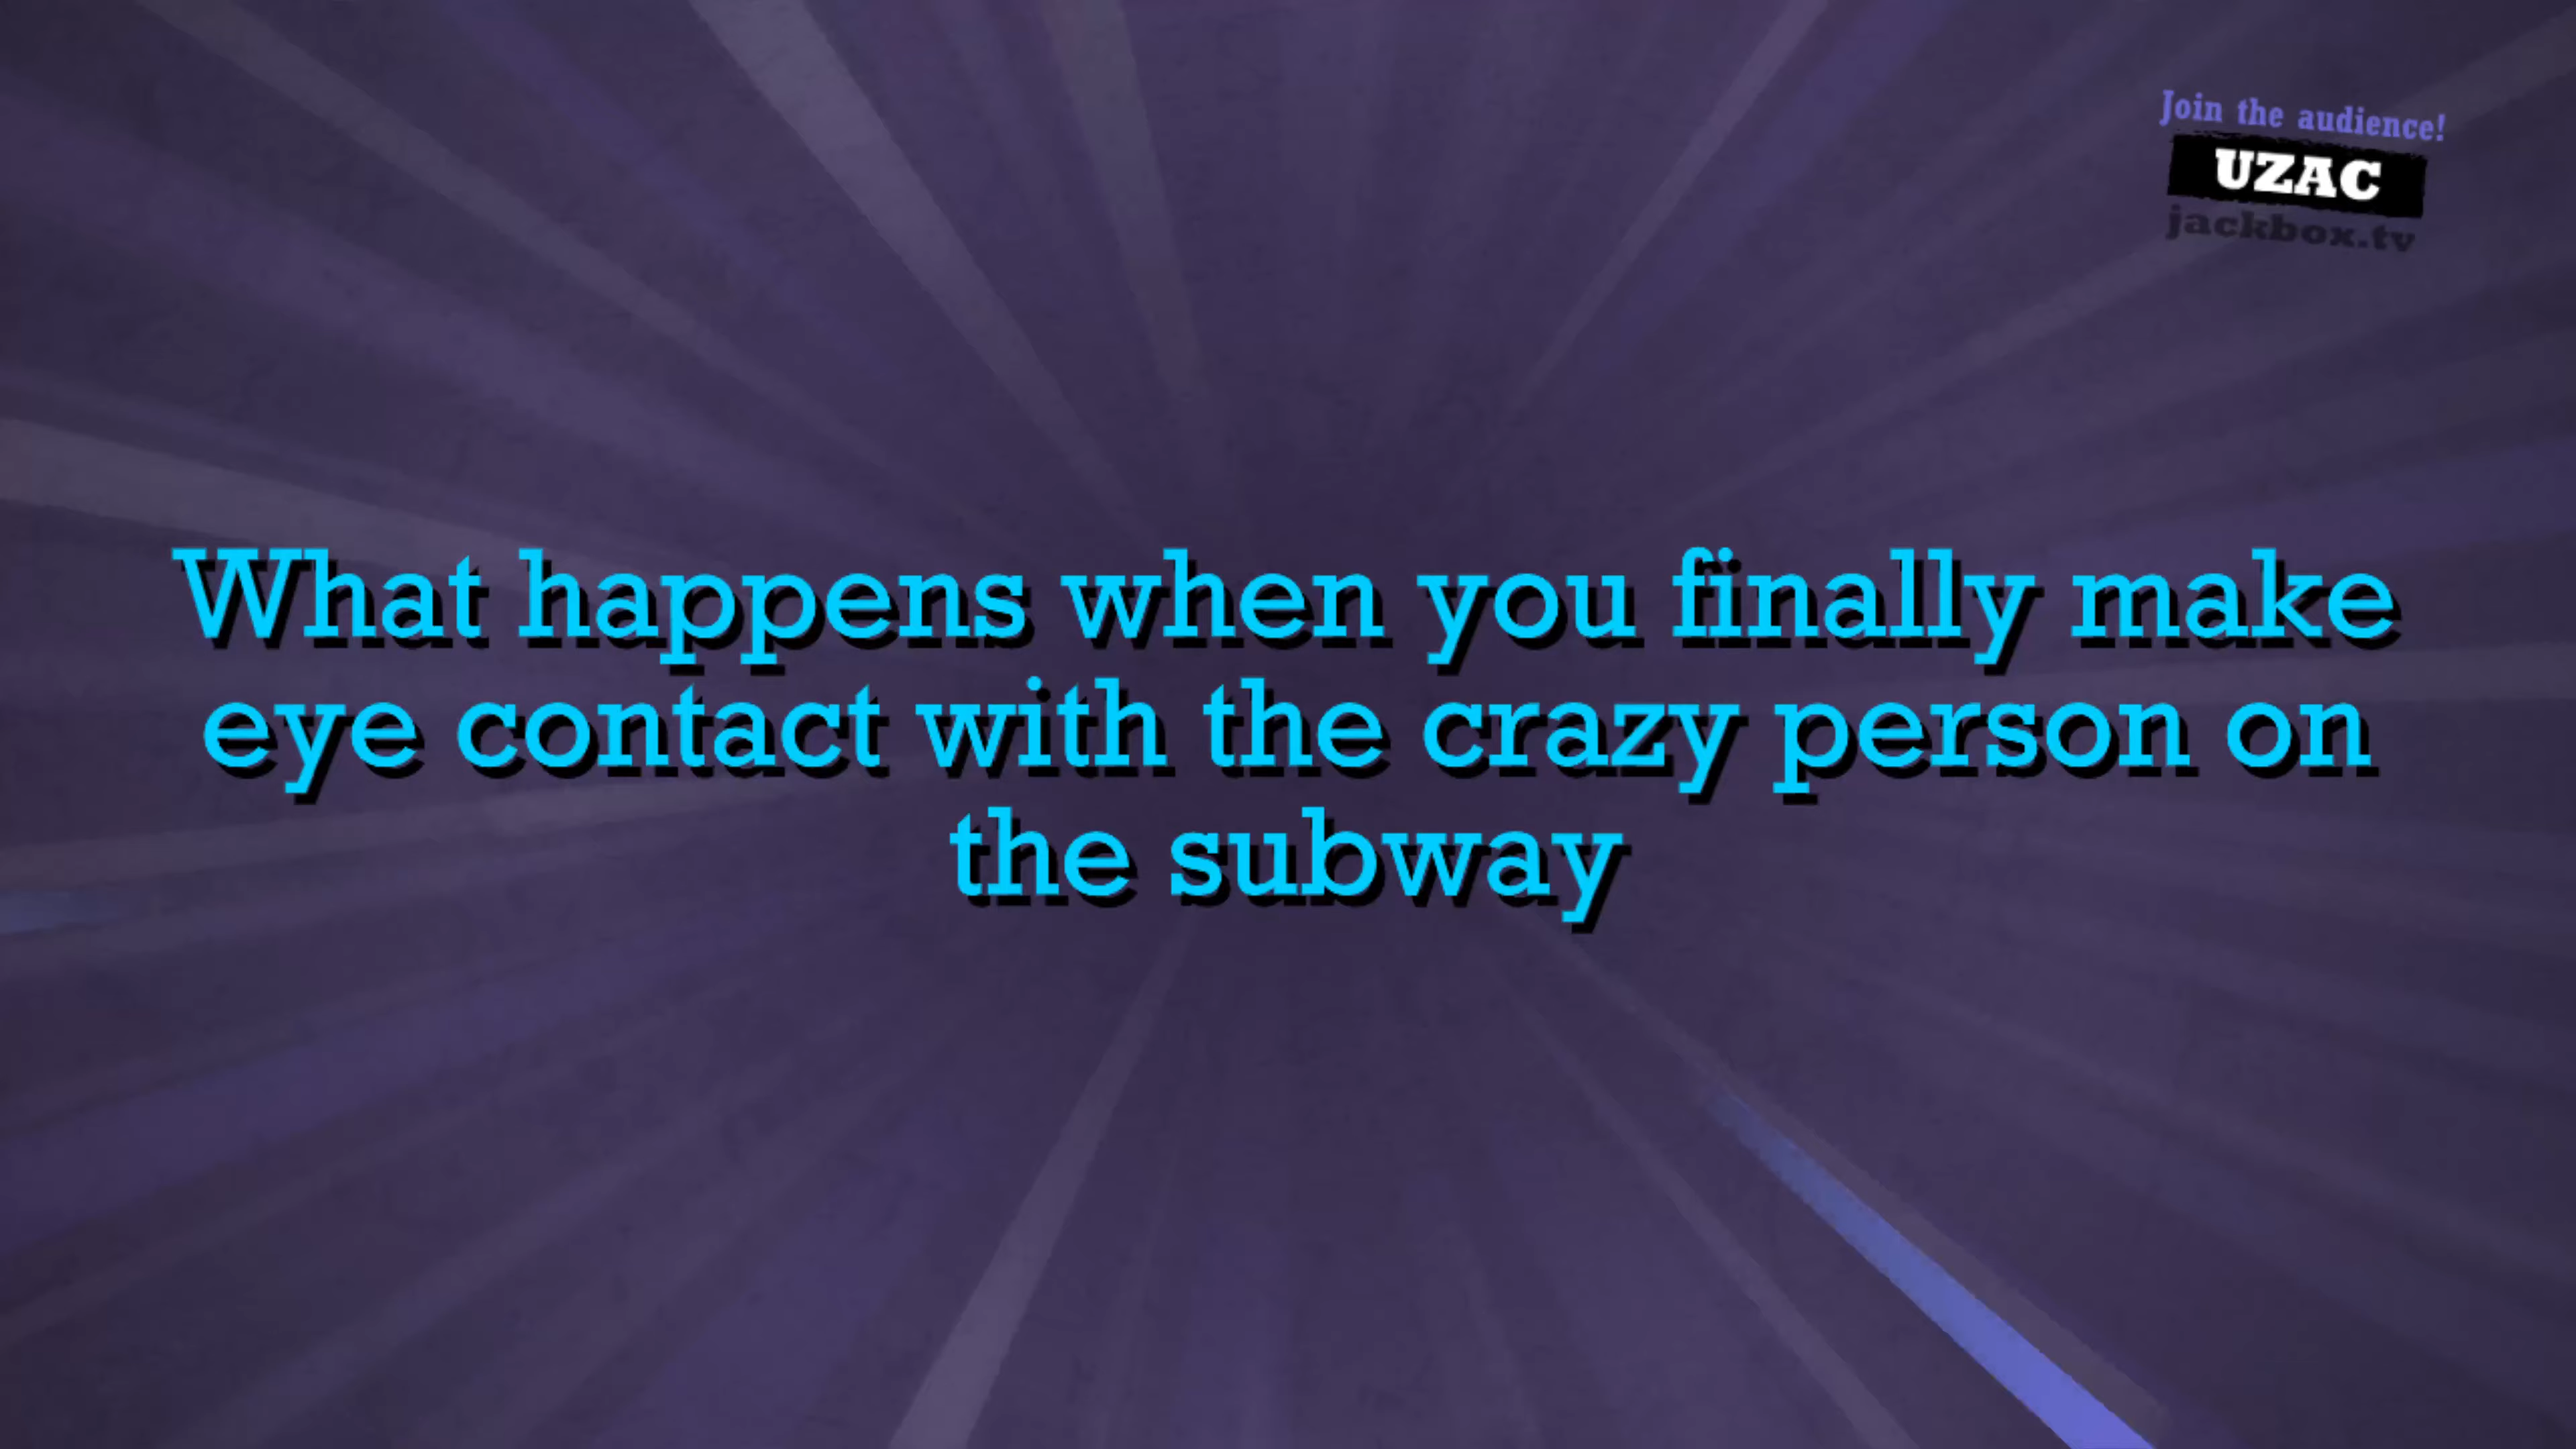 Join the audience!
UZAC
jackbox.tv
What happens when you finally make
eye contact with the crazy person on
the subway